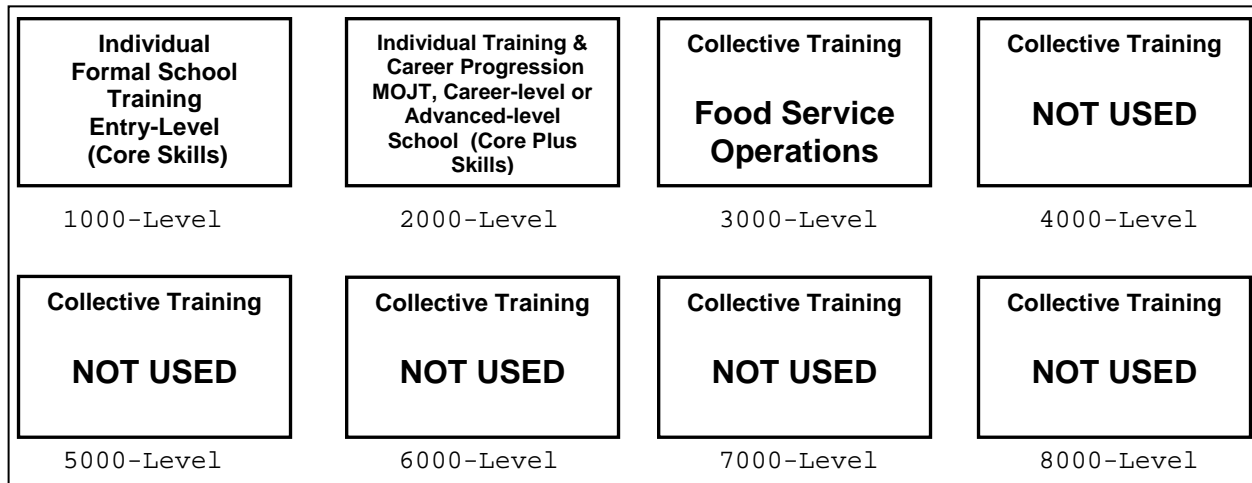 Individual
Formal School
Training
Entry-Level
(Core Skills)
1000-Level
Individual Training &
Career Progression
MOJT, Career-level or
Advanced-level
School (Core Plus
Skills)
2000-Level
Collective Training
Food Service
Operations
3000-Level
Collective Training
NOT USED
4000-Level
Collective Training
NOT USED
5000-Level
Collective Training
NOT USED
6000-Level
Collective Training
NOT USED
7000-Level
Collective Training
NOT USED
8000-Level